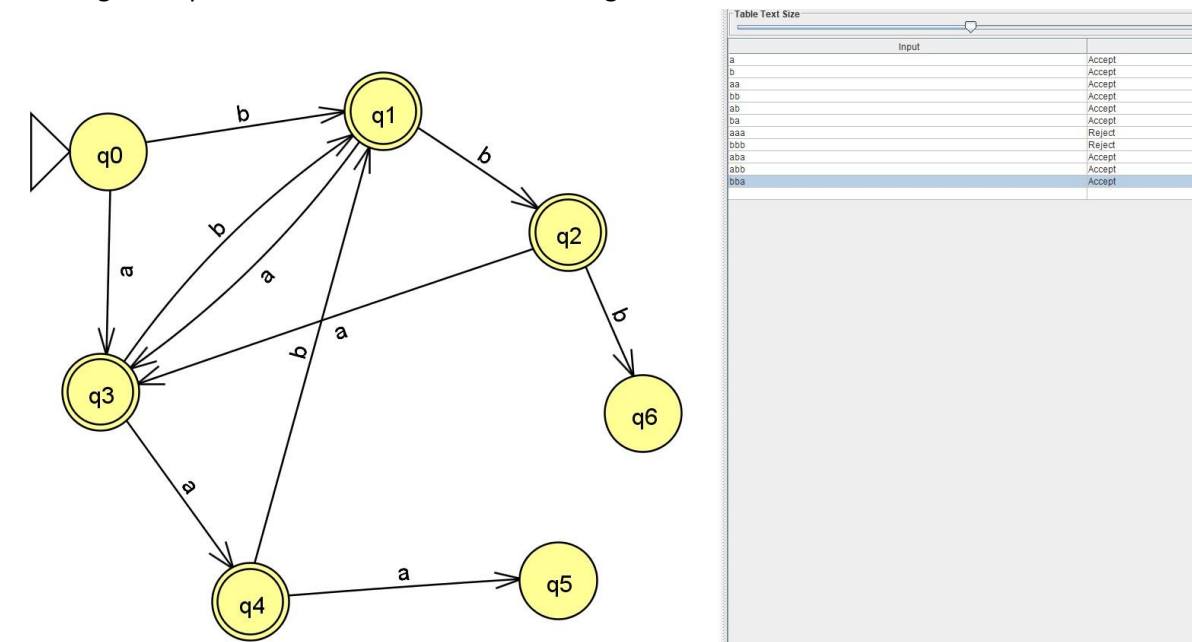 Table Text Size
Input
a Accept
b Accept
aa Accept
bb Accept
ab Accept
ba Accept
aaa Reject
bbb Reject
aba Accept
abb Accept
bba Accept
q0
b
q1
b
q2
a
b
a
a
b
b
q3
q6
a
b
a
q4
q5